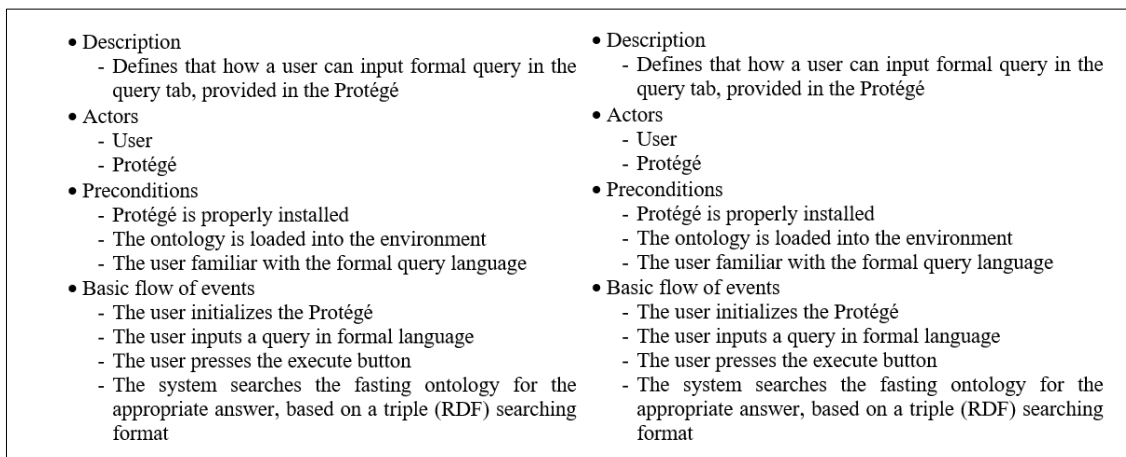 • Description
- Defines that how a user can input formal query in the
query tab, provided in the Protégé
• Actors
- User
- Protégé
• Preconditions
- Protégé is properly installed
- The ontology is loaded into the environment
- The user familiar with the formal query language
• Basic flow of events
- The user initializes the Protégé
- The user inputs a query in formal language
- The user presses the execute button
- The system searches the fasting ontology for the
appropriate answer, based on a triple (RDF) searching
format
• Description
- Defines that how a user can input formal query in the
query tab, provided in the Protégé
• Actors
- User
- Protégé
• Preconditions
- Protégé is properly installed
- The ontology is loaded into the environment
- The user familiar with the formal query language
• Basic flow of events
- The user initializes the Protégé
- The user inputs a query in formal language
- The user presses the execute button
- The system searches the fasting ontology for the
appropriate answer, based on a triple (RDF) searching
format